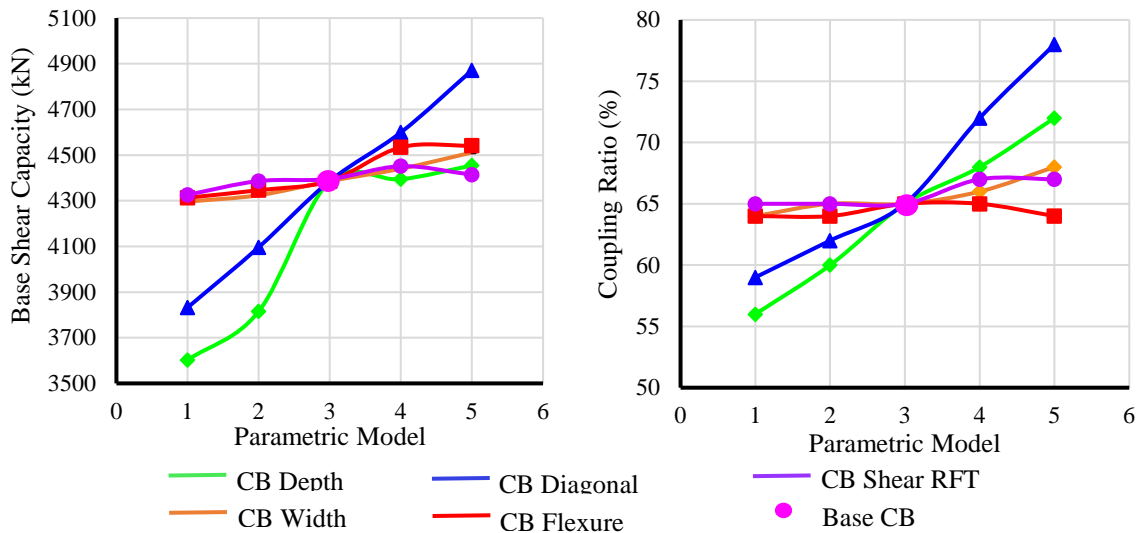 5100
4900
4700
4500
4300
4100
3900
3700
3500
Base Shear Capacity (kN)
0 1 2 3 4 5 6
Parametric Model
80
75
70
65
60
55
50
Coupling Ratio (%)
0 1 2 3 4 5 6
Parametric Model
CB Depth
CB Diagonal
CB Shear RFT
CB Width
CB Flexure
Base CB